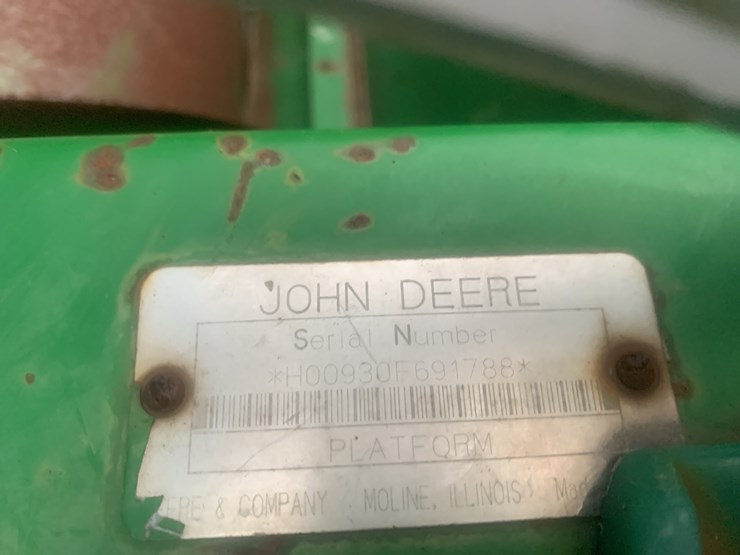 JOHN DEERE
Serial Number
*H00930F691788*
PLATFORM
ERE & COMPANY MOLINE, ILLINOIS